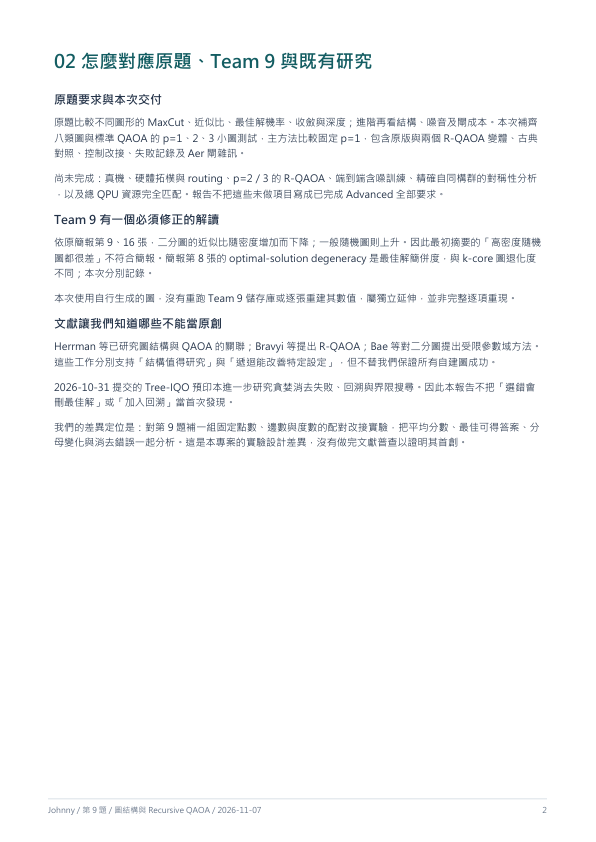 02 怎麼對應原題、Team 9 與既有研究
原題要求與本次交付
原題比較不同圖形的 MaxCut、近似比、最佳解機率、收斂與深度；進階再看結構、噪音及閘成本。本次補齊
八類圖與標準 QAOA 的 p=1、2、3 小圖測試，主方法比較固定 p=1，包含原版與兩個 R-QAOA 變體、古典
對照、控制改接、失敗記錄及 Aer 閘雜訊。
尚未完成：真機、硬體拓樸與 routing、p=2 / 3 的 R-QAOA、端到端含噪訓練、精確自同構群的對稱性分析
，以及總 QPU 資源完全匹配。報告不把這些未做項目寫成已完成 Advanced 全部要求。
Team 9 有一個必須修正的解讀
依原簡報第 9、16 張，二分圖的近似比隨密度增加而下降；一般隨機圖則上升。因此最初摘要的「高密度隨機
圖都很差」不符合簡報。簡報第 8 張的 optimal-solution degeneracy 是最佳解簡併度，與 k-core 圖退化度
不同；本次分別記錄。
本次使用自行生成的圖，沒有重跑 Team 9 儲存庫或逐張重建其數值，屬獨立延伸，並非完整逐項重現。
文獻讓我們知道哪些不能當原創
Herrman 等已研究圖結構與 QAOA 的關聯；Bravyi 等提出 R-QAOA；Bae 等對二分圖提出受限參數域方法。
這些工作分別支持「結構值得研究」與「遞迴能改善特定設定」，但不替我們保證所有自建圖成功。
2026-10-31 提交的 Tree-IQO 預印本進一步研究貪婪消去失敗、回溯與界限搜尋。因此本報告不把「選錯會
刪最佳解」或「加入回溯」當首次發現。
我們的差異定位是：對第 9 題補一組固定點數、邊數與度數的配對改接實驗，把平均分數、最佳可得答案、分
母變化與消去錯誤一起分析。這是本專案的實驗設計差異，沒有做完文獻普查以證明其首創。
Johnny / 第 9 題 / 圖結構與 Recursive QAOA / 2026-11-07
2